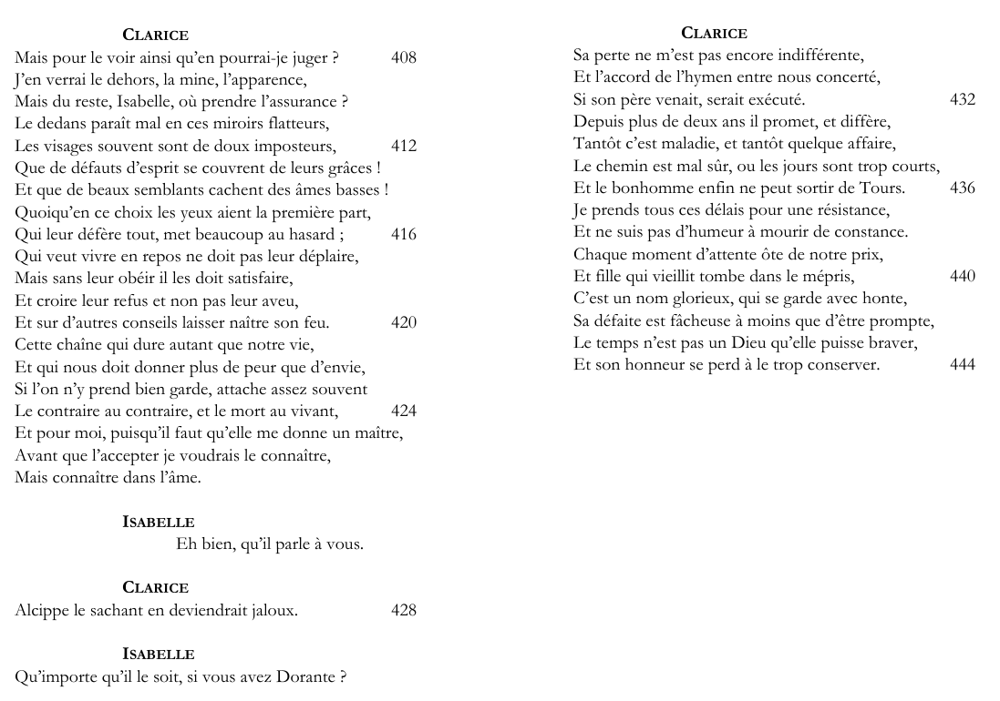 CLARICE
Mais pour le voir ainsi qu’en pourrai-je juger ? 408
J’en verrai le dehors, la mine, l’apparence,
Mais du reste, Isabelle, où prendre l’assurance ?
Le dedans paraît mal en ces miroirs flatteurs,
Les visages souvent sont de doux imposteurs, 412
Que de défauts d’esprit se couvrent de leurs grâces !
Et que de beaux semblants cachent des âmes basses !
Quoiqu’en ce choix les yeux aient la première part,
Qui leur défère tout, met beaucoup au hasard ; 416
Qui veut vivre en repos ne doit pas leur déplaire,
Mais sans leur obéir il les doit satisfaire,
Et croire leur refus et non pas leur aveu,
Et sur d’autres conseils laisser naître son feu. 420
Cette chaîne qui dure autant que notre vie,
Et qui nous doit donner plus de peur que d’envie,
Si l’on n’y prend bien garde, attache assez souvent
Le contraire au contraire, et le mort au vivant, 424
Et pour moi, puisqu’il faut qu’elle me donne un maître,
Avant que l’accepter je voudrais le connaître,
Mais connaître dans l’âme.
ISABELLE
Eh bien, qu’il parle à vous.
CLARICE
Alcippe le sachant en deviendrait jaloux. 428
ISABELLE
Qu’importe qu’il le soit, si vous avez Dorante ?
CLARICE
Sa perte ne m’est pas encore indifférente,
Et l’accord de l’hymen entre nous concerté,
Si son père venait, serait exécuté. 432
Depuis plus de deux ans il promet, et diffère,
Tantôt c’est maladie, et tantôt quelque affaire,
Le chemin est mal sûr, ou les jours sont trop courts,
Et le bonhomme enfin ne peut sortir de Tours. 436
Je prends tous ces délais pour une résistance,
Et ne suis pas d’humeur à mourir de constance.
Chaque moment d’attente ôte de notre prix,
Et fille qui vieillit tombe dans le mépris, 440
C’est un nom glorieux, qui se garde avec honte,
Sa défaite est fâcheuse à moins que d’être prompte,
Le temps n’est pas un Dieu qu’elle puisse braver,
Et son honneur se perd à le trop conserver. 444